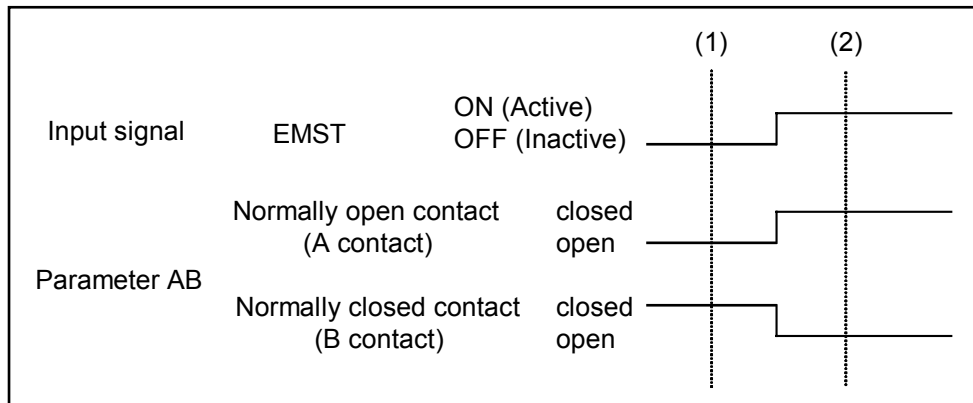 (1) (2)
Input signal EMST ON (Active)
OFF (Inactive)
Normally open contact closed
(A contact) open
Parameter AB
Normally closed contact closed
(B contact) open